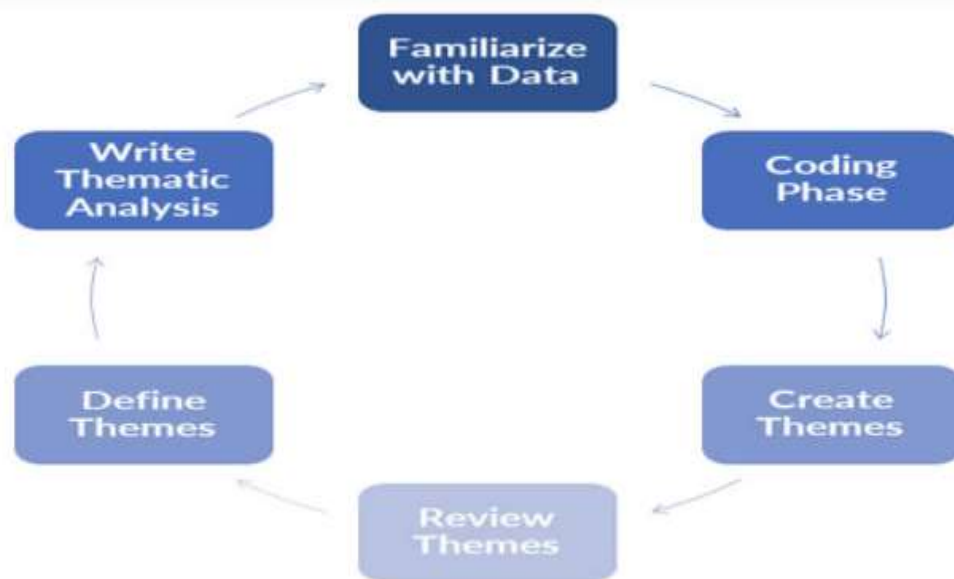 Familiarize
with Data
Coding
Phase
Create
Themes
Review
Themes
Define
Themes
Write
Thematic
Analysis